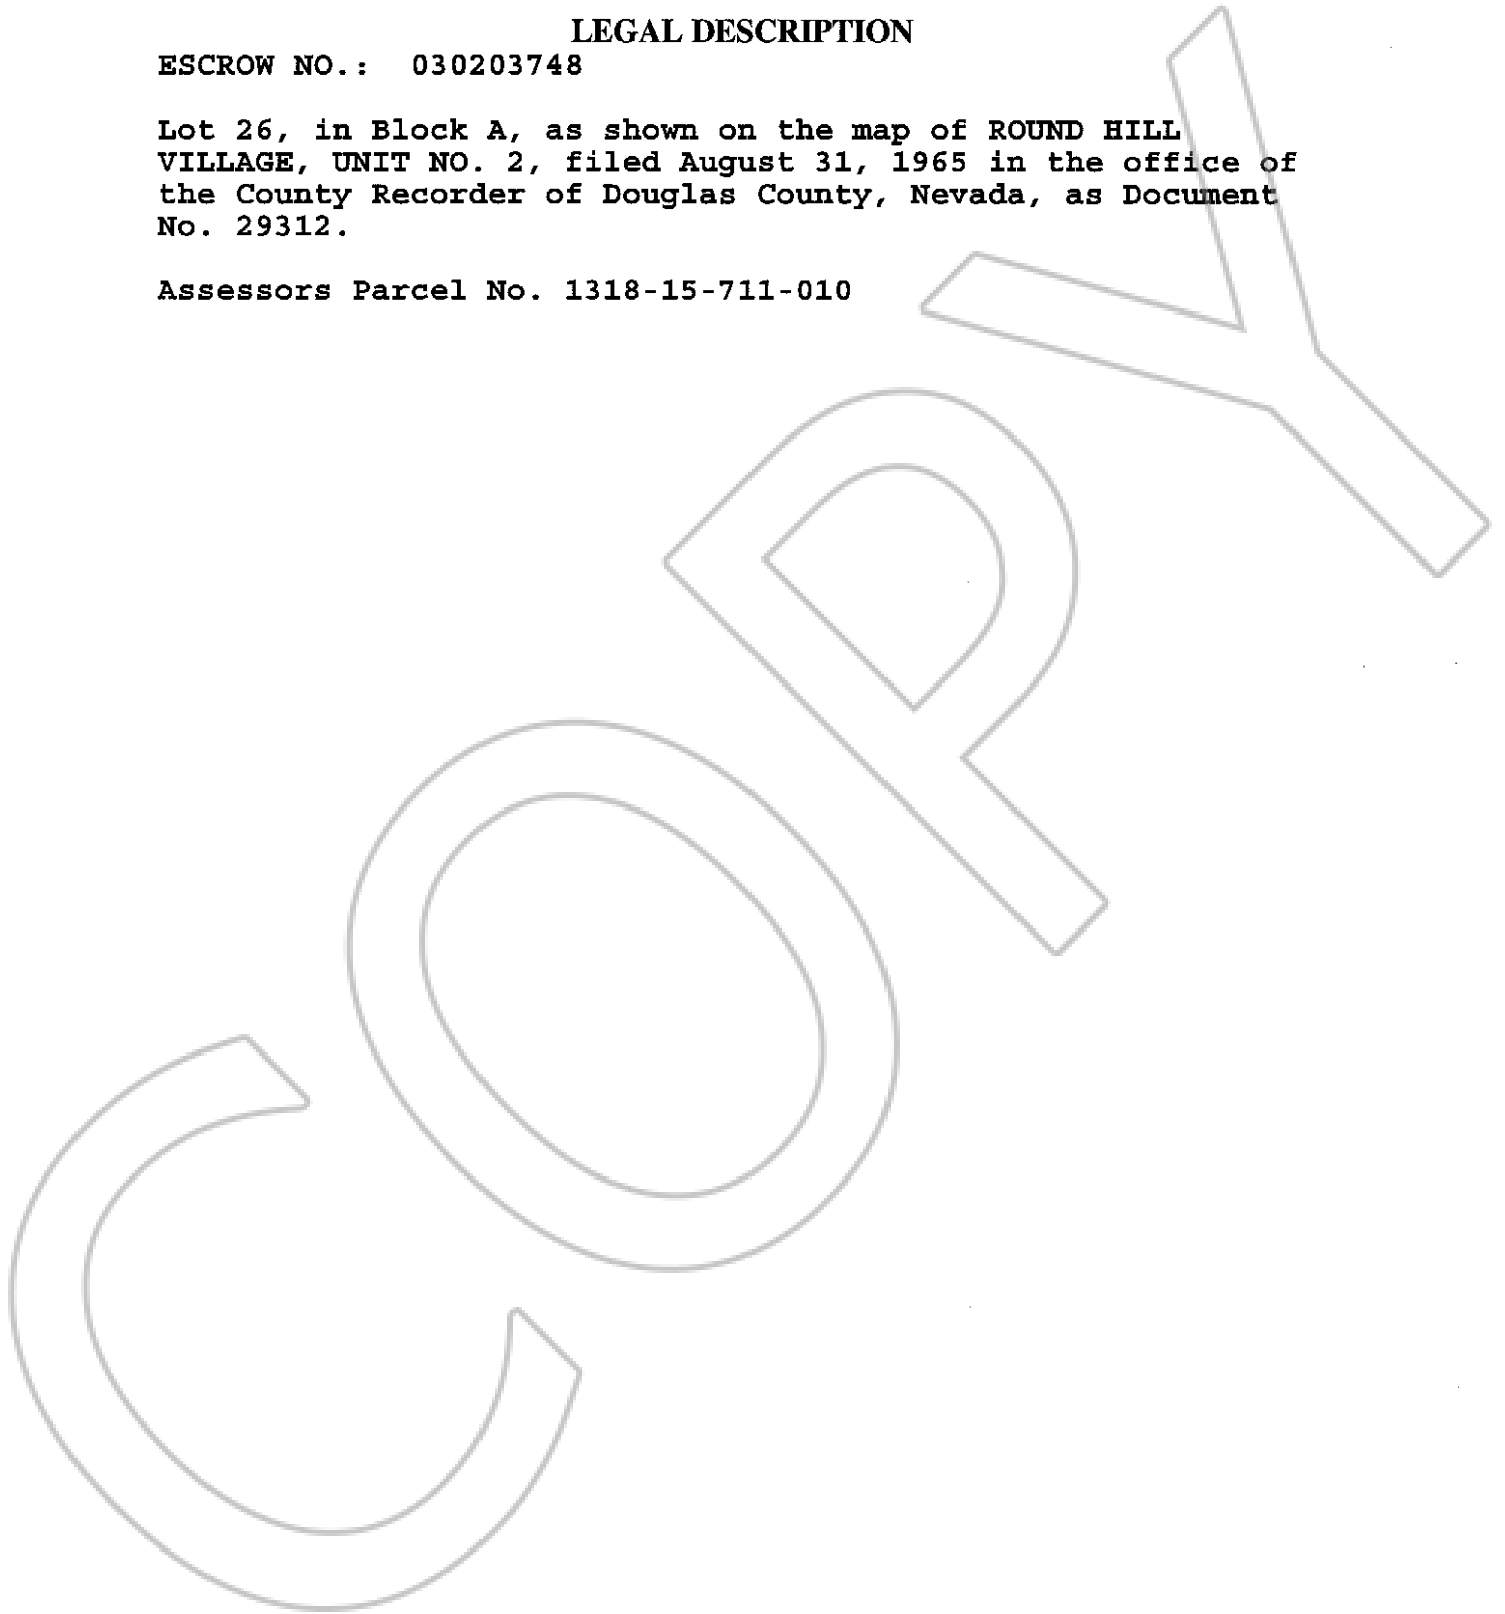 LEGAL DESCRIPTION
ESCROW NO.: 030203748
Lot 26, in Block A, as shown on the map of ROUND HILL
VILLAGE, UNIT NO. 2, filed August 31, 1965 in the office of
the County Recorder of Douglas County, Nevada, as Document
No. 29312.
Assessors Parcel No. 1318-15-711-010
COPY